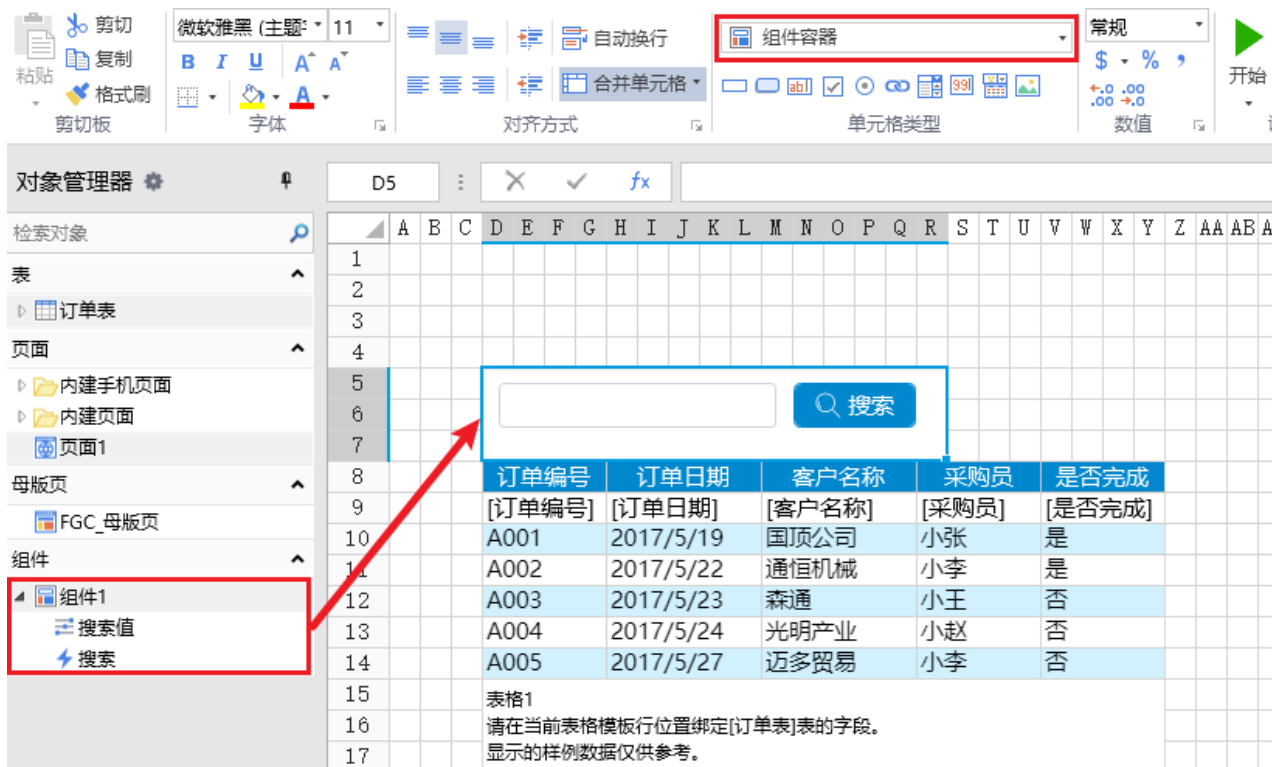 剪切
微软雅黑 (主题
11
自动换行
组件容器
常规
复制
B I U A A
$ %
粘贴
格式刷
合并单元格
ab
99
开始
A
.0 .00
.00 .0
剪切板
字体
对齐方式
单元格类型
数值
对象管理器
D5
fx
检索对象
A B C D E F G H I J K L M N O P Q R S T U V W X Y Z AA AB A
表
1
订单表
2
3
页面
4
内建手机页面
5
内建页面
6
搜索
页面1
7
母版页
8 订单编号 订单日期 客户名称 采购员 是否完成
FGC_母版页
9 [订单编号] [订单日期] [客户名称] [采购员] [是否完成]
10 A001 2017/5/19 国顶公司 小张 是
组件
11 A002 2017/5/22 通恒机械 小李 是
组件1
12 A003 2017/5/23 森通 小王 否
搜索值
13 A004 2017/5/24 光明产业 小赵 否
搜索
14 A005 2017/5/27 迈多贸易 小李 否
15 表格1
16 请在当前表格模板行位置绑定[订单表]表的字段。
17 显示的样例数据仅供参考。